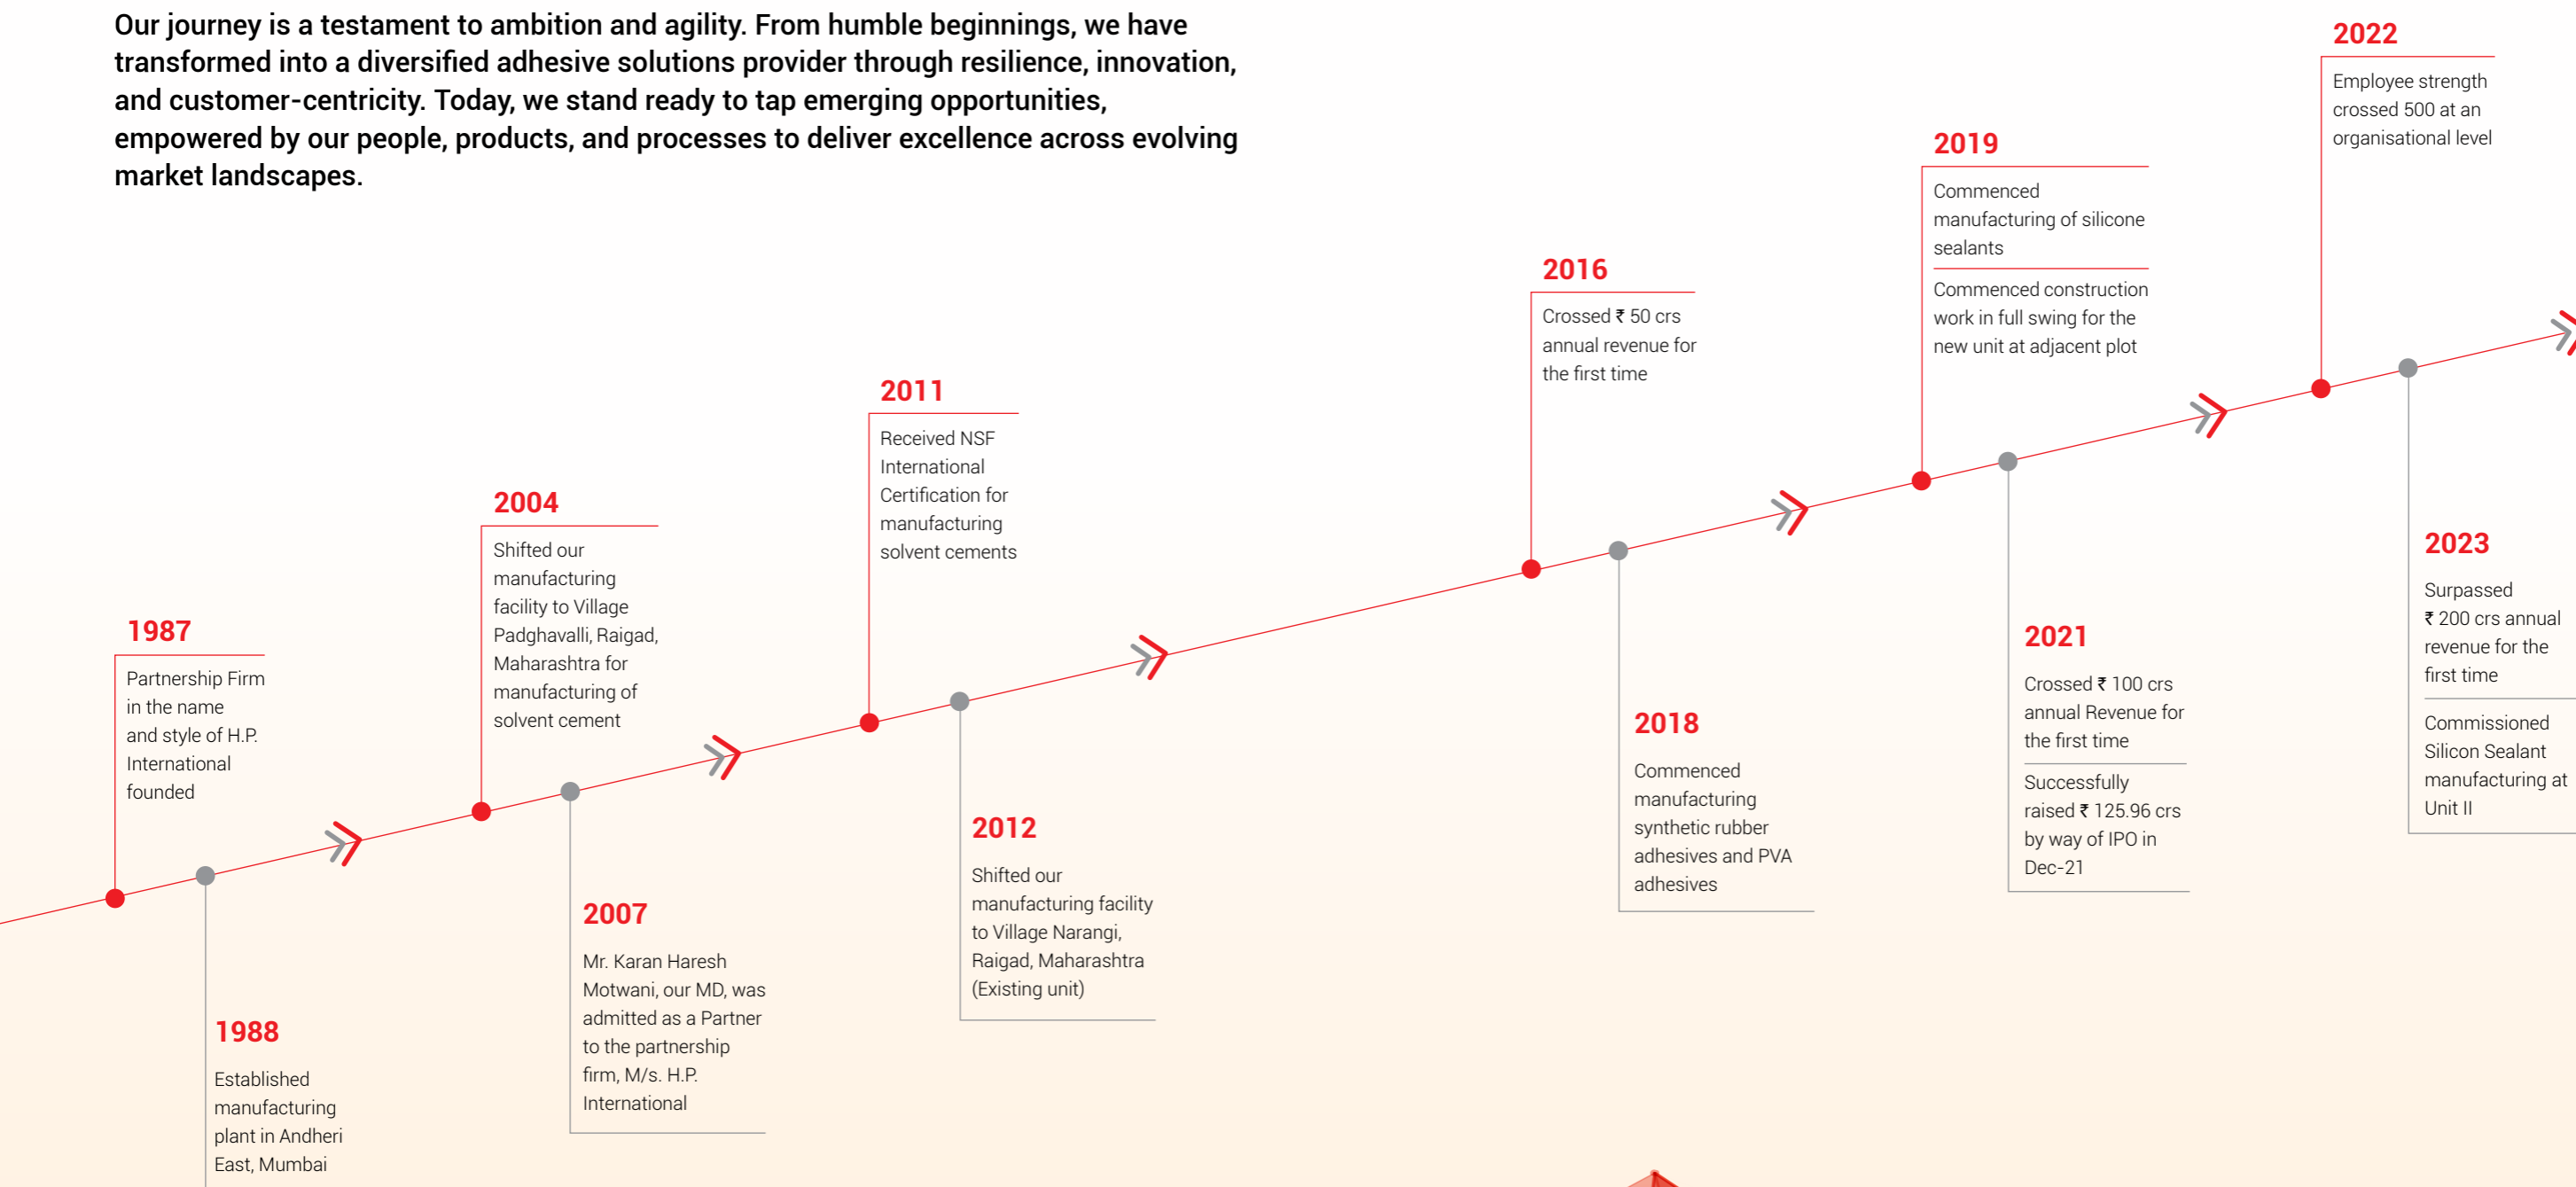 Our journey is a testament to ambition and agility. From humble beginnings, we have
transformed into a diversified adhesive solutions provider through resilience, innovation,
and customer-centricity. Today, we stand ready to tap emerging opportunities,
empowered by our people, products, and processes to deliver excellence across evolving
market landscapes.
1987
Partnership Firm
in the name
and style of H.P.
International
founded
1988
Established
manufacturing
plant in Andheri
East, Mumbai
2004
Shifted our
manufacturing
facility to Village
Padghavalli, Raigad,
Maharashtra for
manufacturing of
solvent cement
2007
Mr. Karan Haresh
Motwani, our MD, was
admitted as a Partner
to the partnership
firm, M/s. H.P.
International
2011
Received NSF
International
Certification for
manufacturing
solvent cements
2012
Shifted our
manufacturing facility
to Village Narangi,
Raigad, Maharashtra
(Existing unit)
2016
Crossed ₹ 50 crs
annual revenue for
the first time
2018
Commenced
manufacturing
synthetic rubber
adhesives and PVA
adhesives
2019
Commenced
manufacturing of silicone
sealants
Commenced construction
work in full swing for the
new unit at adjacent plot
2021
Crossed ₹ 100 crs
annual Revenue for
the first time
Successfully
raised ₹ 125.96 crs
by way of IPO in
Dec-21
2022
Employee strength
crossed 500 at an
organisational level
2023
Surpassed
₹ 200 crs annual
revenue for the
first time
Commissioned
Silicon Sealant
manufacturing at
Unit II